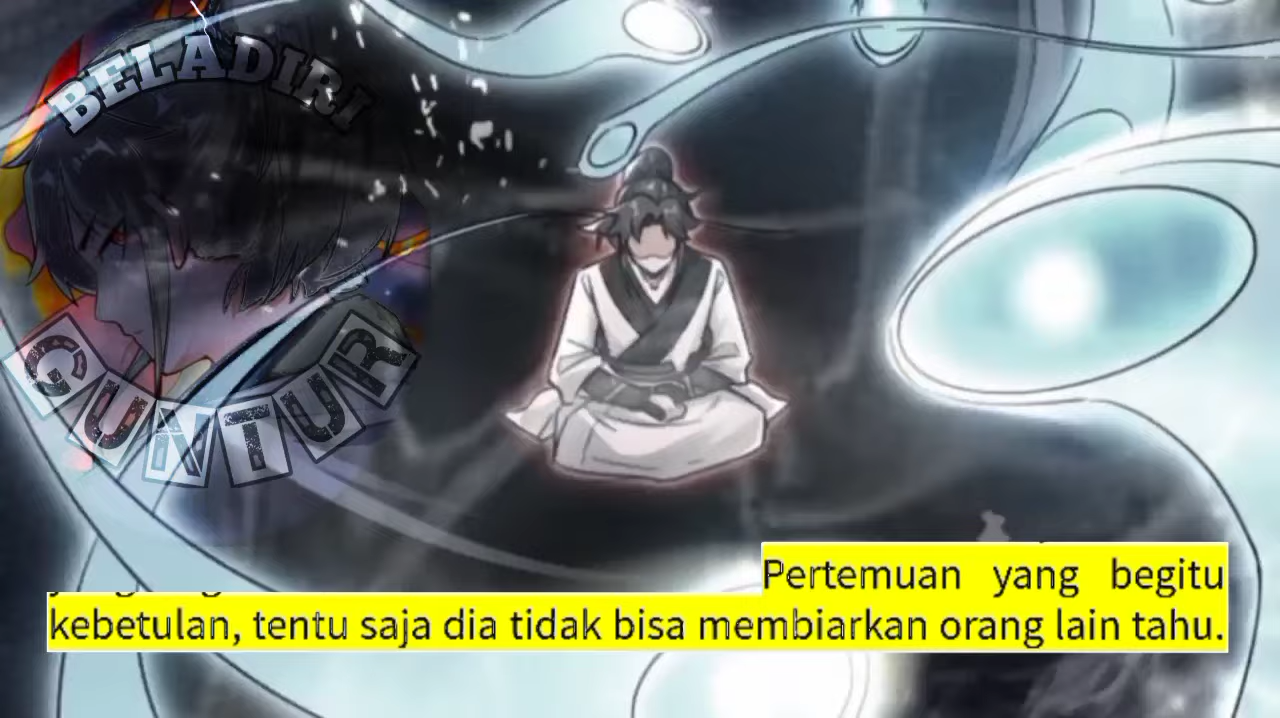 BELADIRI
GUNTUR
Pertemuan yang begitu
kebetulan, tentu saja dia tidak bisa membiarkan orang lain tahu.